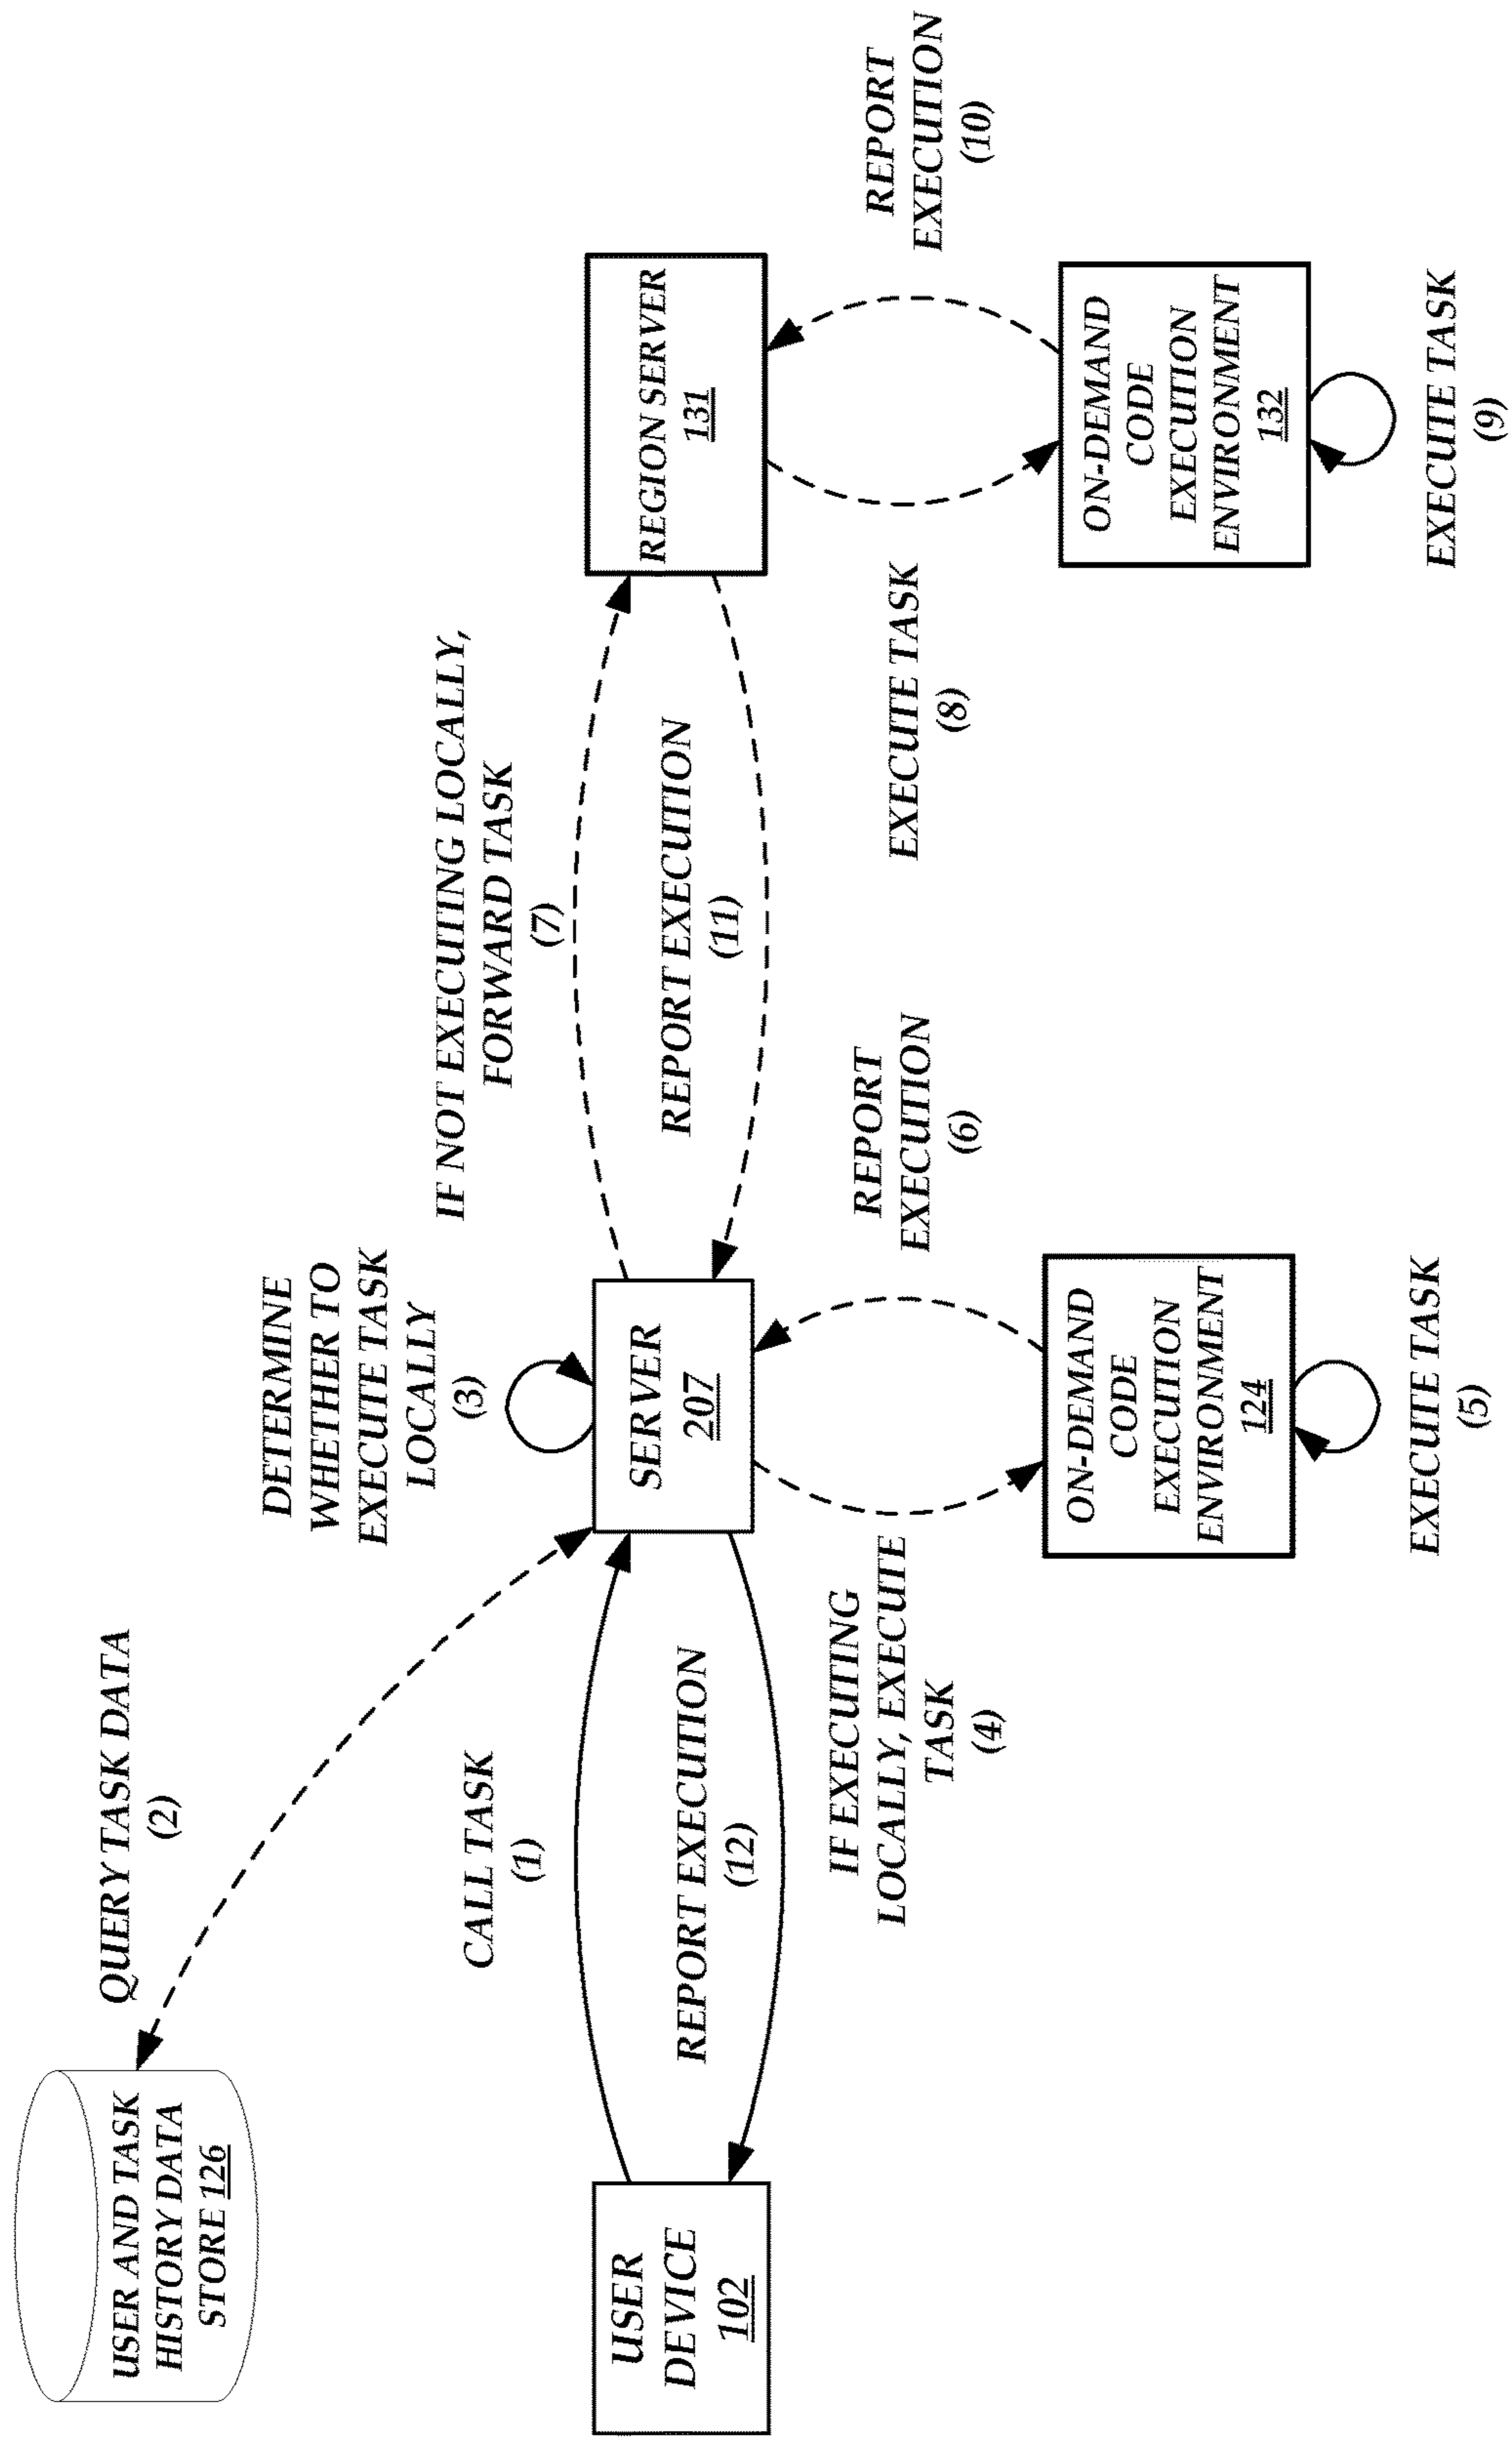 USER AND TASK
HISTORY DATA
STORE 126
QUERY TASK DATA
(2)
DETERMINE
WHETHER TO
EXECUTE TASK
LOCALLY
(3)
IF NOT EXECUTING LOCALLY,
FORWARD TASK
(7)
CALL TASK
(1)
USER
DEVICE
102
REPORT EXECUTION
(12)
SERVER
207
REPORT EXECUTION
(11)
REGION SERVER
131
IF EXECUTING
LOCALLY, EXECUTE
TASK
(4)
REPORT
EXECUTION
(6)
EXECUTE TASK
(8)
REPORT
EXECUTION
(10)
ON-DEMAND
CODE
EXECUTION
ENVIRONMENT
124
ON-DEMAND
CODE
EXECUTION
ENVIRONMENT
132
EXECUTE TASK
(5)
EXECUTE TASK
(9)